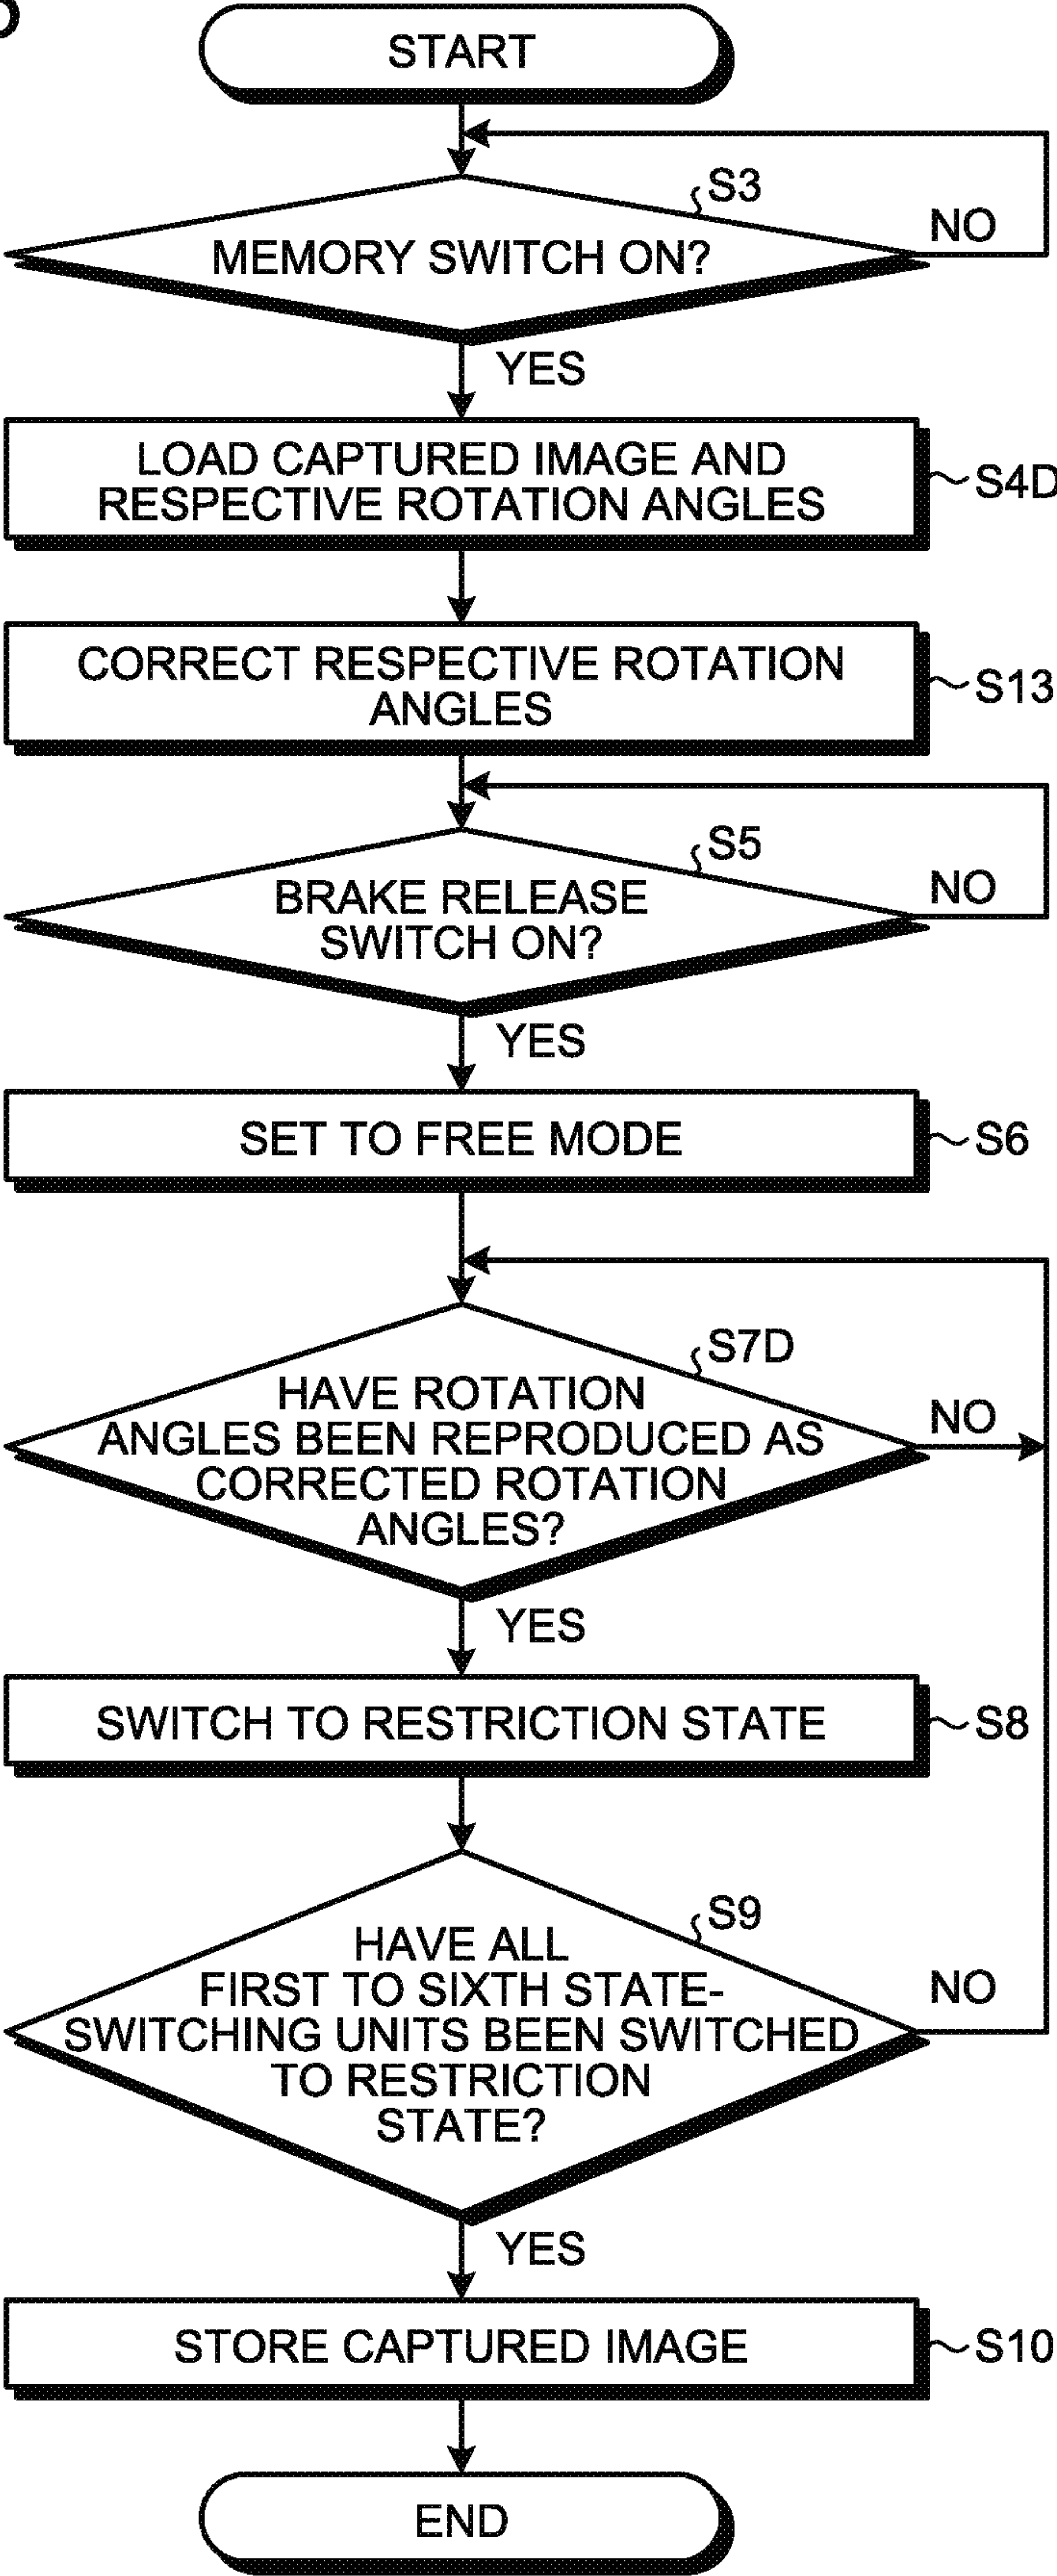 START
S3
MEMORY SWITCH ON?
NO
YES
LOAD CAPTURED IMAGE AND
RESPECTIVE ROTATION ANGLES
S4D
CORRECT RESPECTIVE ROTATION
ANGLES
S13
S5
BRAKE RELEASE
SWITCH ON?
NO
YES
SET TO FREE MODE
S6
S7D
HAVE ROTATION
ANGLES BEEN REPRODUCED AS
CORRECTED ROTATION
ANGLES?
NO
YES
SWITCH TO RESTRICTION STATE
S8
S9
HAVE ALL
FIRST TO SIXTH STATE-
SWITCHING UNITS BEEN SWITCHED
TO RESTRICTION
STATE?
NO
YES
STORE CAPTURED IMAGE
S10
END